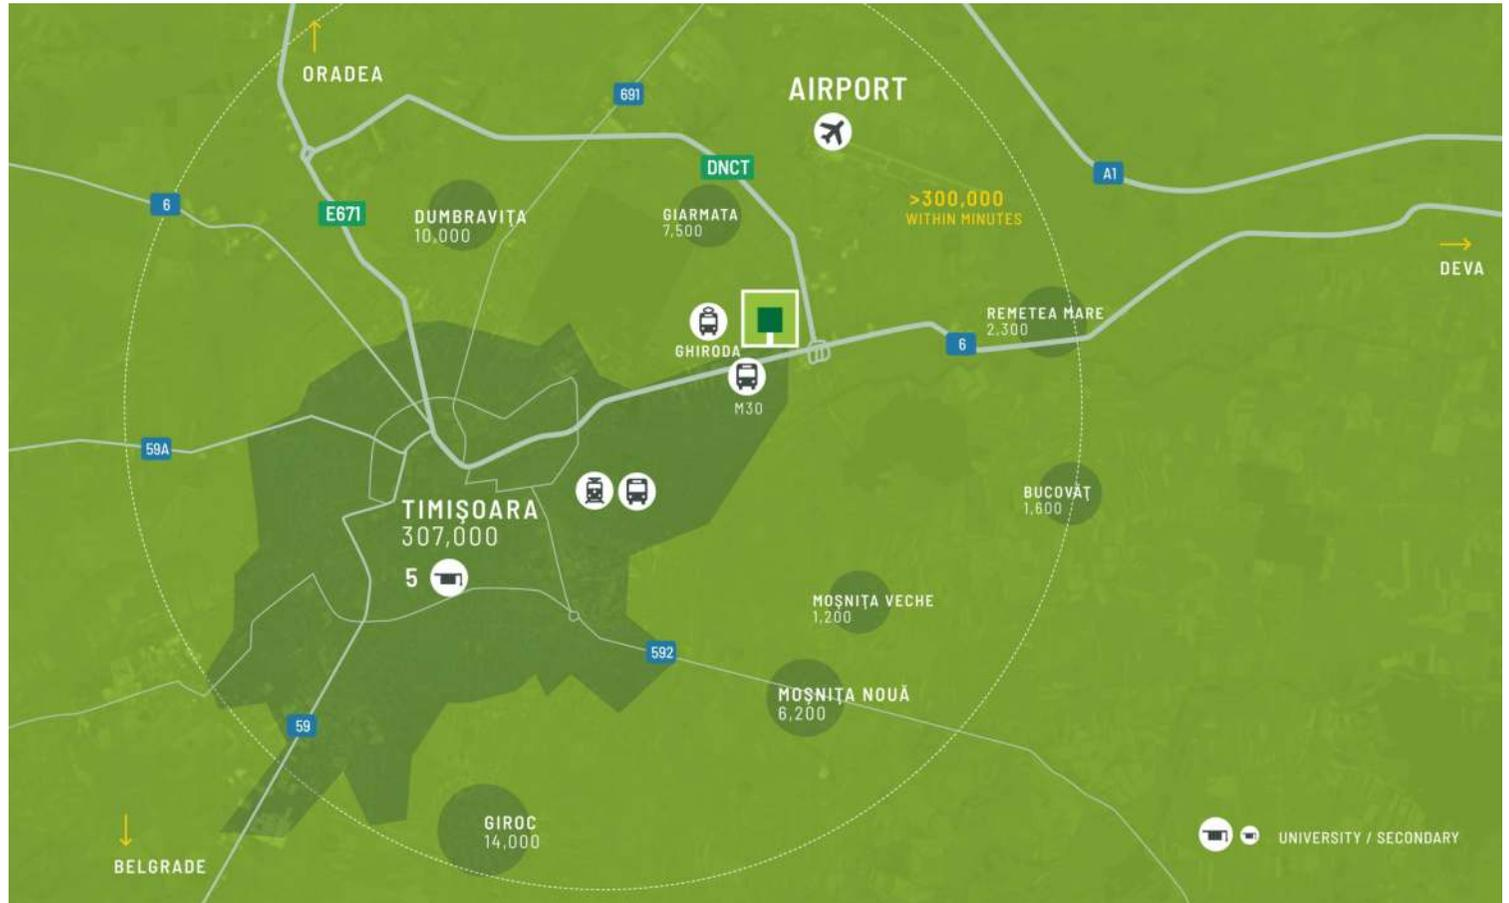 ORADEA
691
AIRPORT
DNCT
A1
6
E671
DUMBRAVIȚA
10,000
GIARMATA
7,500
>300,000
WITHIN MINUTES
DEVA
REMETEA MARE
2,300
6
GHIRODA
M30
59A
TIMIȘOARA
307,000
5
BUCOVĂȚ
1,600
MOȘNIȚA VECHE
1,200
592
MOȘNIȚA NOUĂ
6,200
59
GIROC
14,000
BELGRADE
UNIVERSITY / SECONDARY